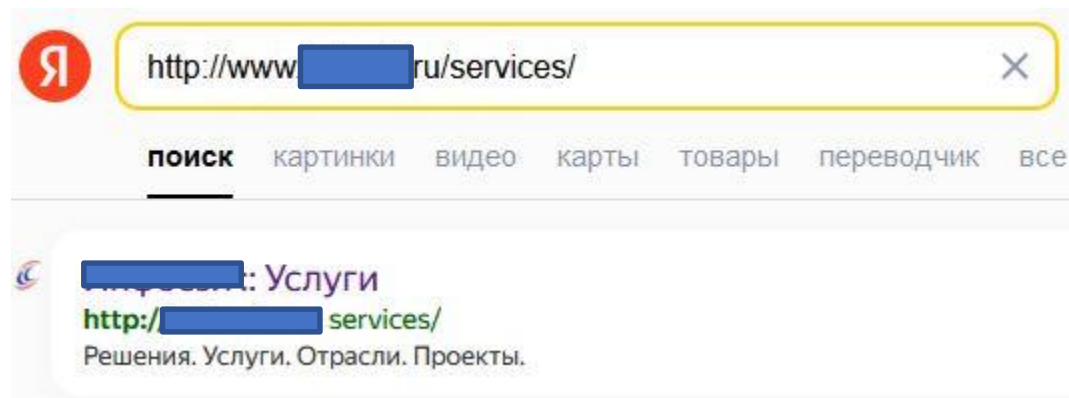 Я
http://www. ru/services/
поиск картинки видео карты товары переводчик все
: Услуги
http:// services/
Решения. Услуги. Отрасли. Проекты.